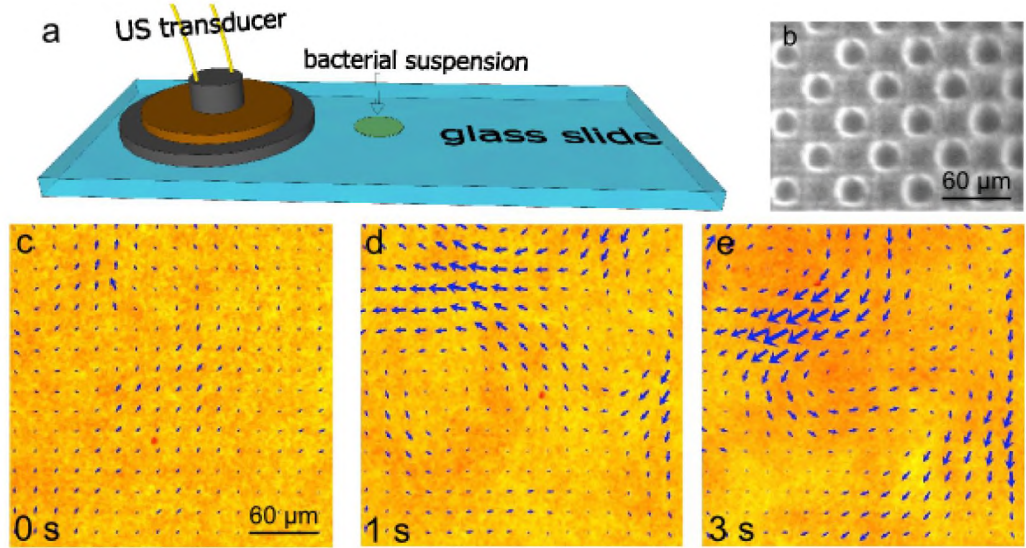 a
US transducer
bacterial suspension
glass slide
b
60 µm
c
0 s
60 µm
d
1 s
e
3 s